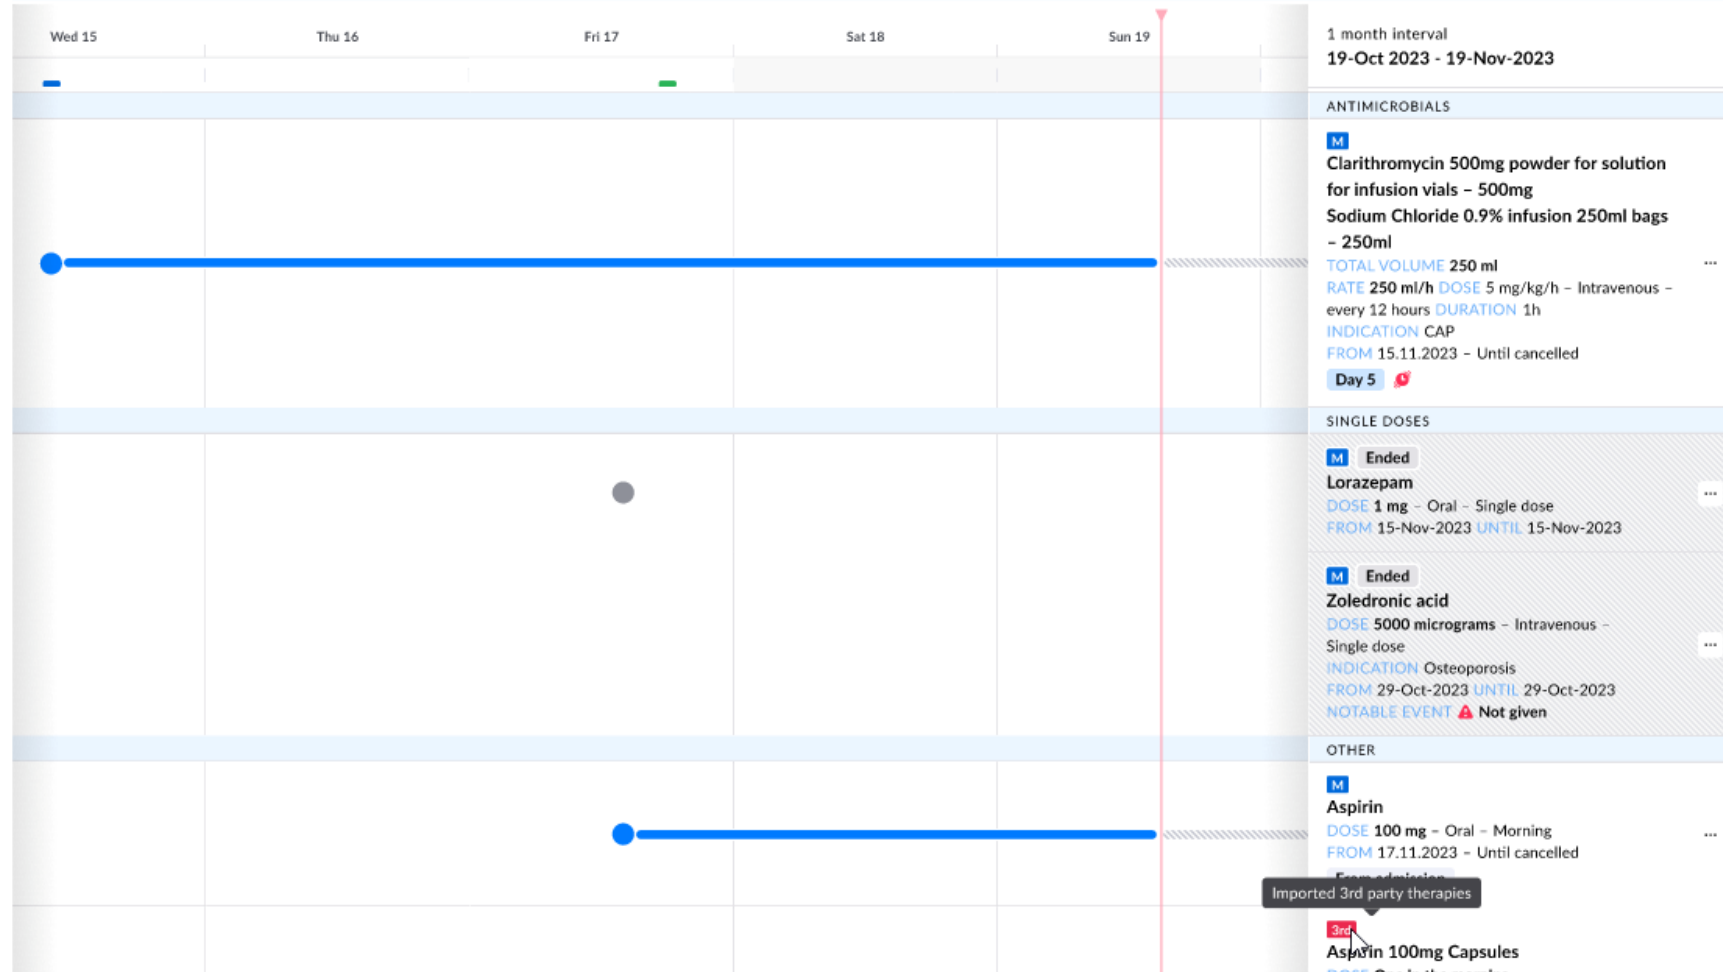 Wed 15
Thu 16
Fri 17
Sat 18
Sun 19
1 month interval
19-Oct 2023 - 19-Nov-2023
ANTIMICROBIALS
M
Clarithromycin 500mg powder for solution
for infusion vials – 500mg
Sodium Chloride 0.9% infusion 250ml bags
– 250ml
TOTAL VOLUME 250 ml
RATE 250 ml/h DOSE 5 mg/kg/h – Intravenous –
every 12 hours DURATION 1h
INDICATION CAP
FROM 15.11.2023 – Until cancelled
Day 5
SINGLE DOSES
M Ended
Lorazepam
DOSE 1 mg – Oral – Single dose
FROM 15-Nov-2023 UNTIL 15-Nov-2023
M Ended
Zoledronic acid
DOSE 5000 micrograms – Intravenous –
Single dose
INDICATION Osteoporosis
FROM 29-Oct-2023 UNTIL 29-Oct-2023
NOTABLE EVENT Not given
OTHER
M
Aspirin
DOSE 100 mg – Oral – Morning
FROM 17.11.2023 – Until cancelled
From admission
Imported 3rd party therapies
3rd
Aspirin 100mg Capsules